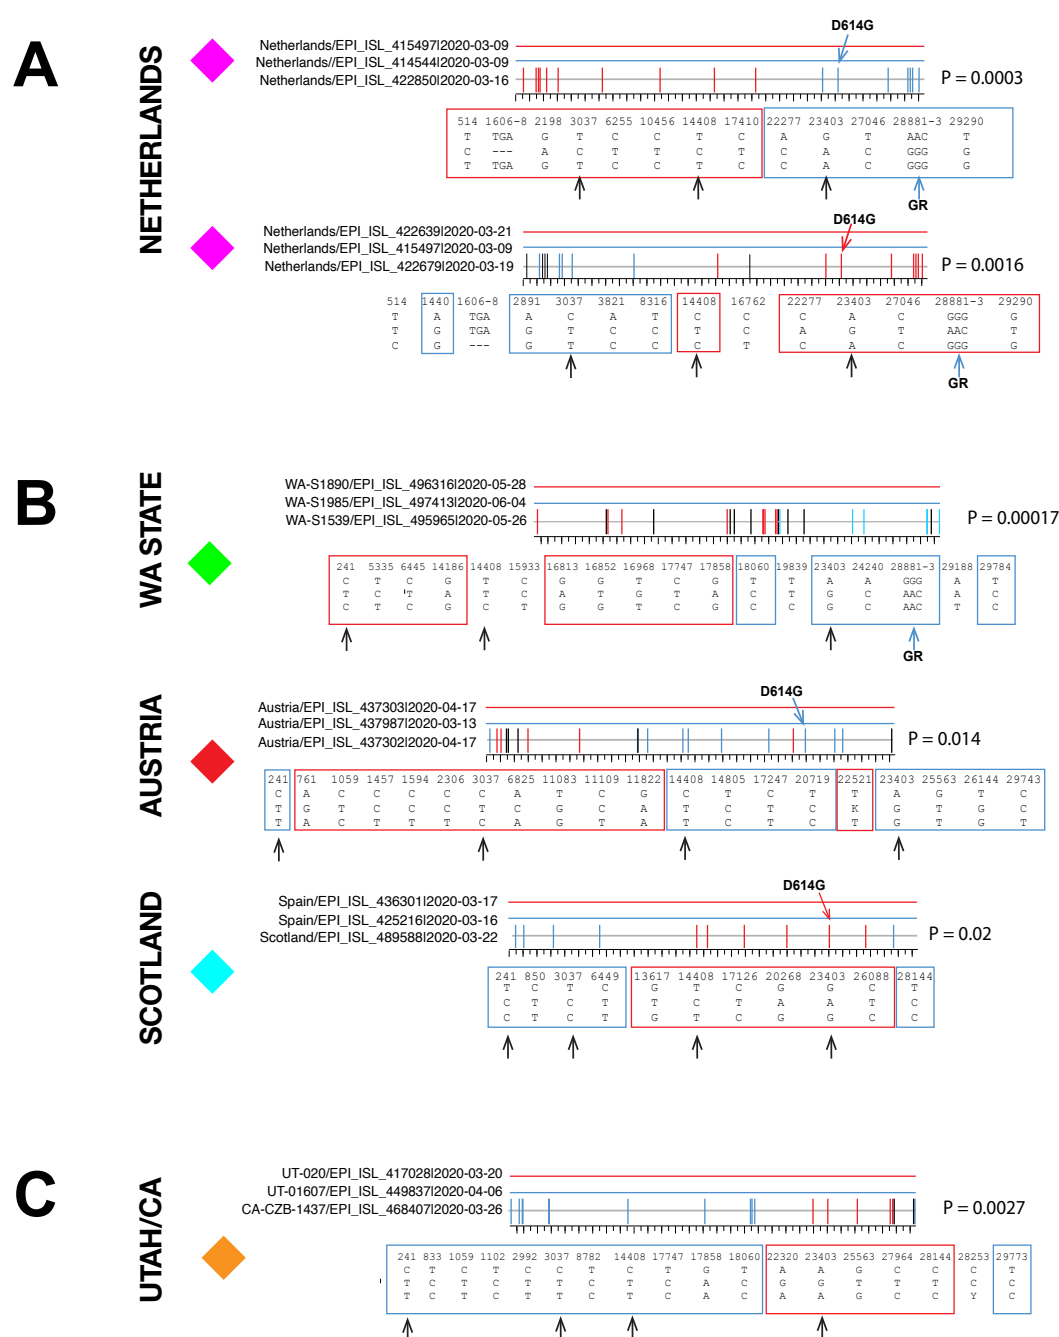 A
NETHERLANDS
D614G
Netherlands/EPI_ISL_415497|2020-03-09
Netherlands//EPI_ISL_414544|2020-03-09
Netherlands/EPI_ISL_422850|2020-03-16
P = 0.0003
514 1606-8 2198 3037 6255 10456 14408 17410 22277 23403 27046 28881-3 29290
T TGA G T C C T C A G T AAC T
C --- A C T T C T C A C GGG G
T TGA G T C C T C C A C GGG G
GR
D614G
Netherlands/EPI_ISL_422639|2020-03-21
Netherlands/EPI_ISL_415497|2020-03-09
Netherlands/EPI_ISL_422679|2020-03-19
P = 0.0016
514 1440 1606-8 2891 3037 3821 8316 14408 16762 22277 23403 27046 28881-3 29290
T A TGA A C A T C C C A C GGG G
T G TGA G T C C T C A G T AAC T
C G --- G T C C C T C A C GGG G
GR
B
WA STATE
WA-S1890/EPI_ISL_496316|2020-05-28
WA-S1985/EPI_ISL_497413|2020-06-04
WA-S1539/EPI_ISL_495965|2020-05-26
P = 0.00017
241 5335 6445 14186 14408 15933 16813 16852 16968 17747 17858 18060 19839 23403 24240 28881-3 29188 29784
C T C G T C G G T C G T T A A GGG A T
T C 'T A T T A T G T A C C G C AAC A C
C T C G C C G G T C G C T G C AAC T C
GR
AUSTRIA
D614G
Austria/EPI_ISL_437303|2020-04-17
Austria/EPI_ISL_437987|2020-03-13
Austria/EPI_ISL_437302|2020-04-17
P = 0.014
241 761 1059 1457 1594 2306 3037 6825 11083 11109 11822 14408 14805 17247 20719 22521 23403 25563 26144 29743
C A C C C C C A T C G C T C T T A G T C
T G T C C C T C G C A T C T C K G T G C
T A C T T T C A G T A T C T C T G T G T
SCOTLAND
D614G
Spain/EPI_ISL_436301|2020-03-17
Spain/EPI_ISL_425216|2020-03-16
Scotland/EPI_ISL_489588|2020-03-22
P = 0.02
241 850 3037 6449 13617 14408 17126 20268 23403 26088 28144
T C T C G T C G G C T
C T C T T C T A A T C
C T C T G T C G G C C
C
UTAH/CA
UT-020/EPI_ISL_417028|2020-03-20
UT-01607/EPI_ISL_449837|2020-04-06
CA-CZB-1437/EPI_ISL_468407|2020-03-26
P = 0.0027
241 833 1059 1102 2992 3037 8782 14408 17747 17858 18060 22320 23403 25563 27964 28144 28253 29773
C T C T C C T C T G T A A G C C C T
T C T C T T C T C A C G G T T T C C
T C T C T T C T C A C A A G C C Y C